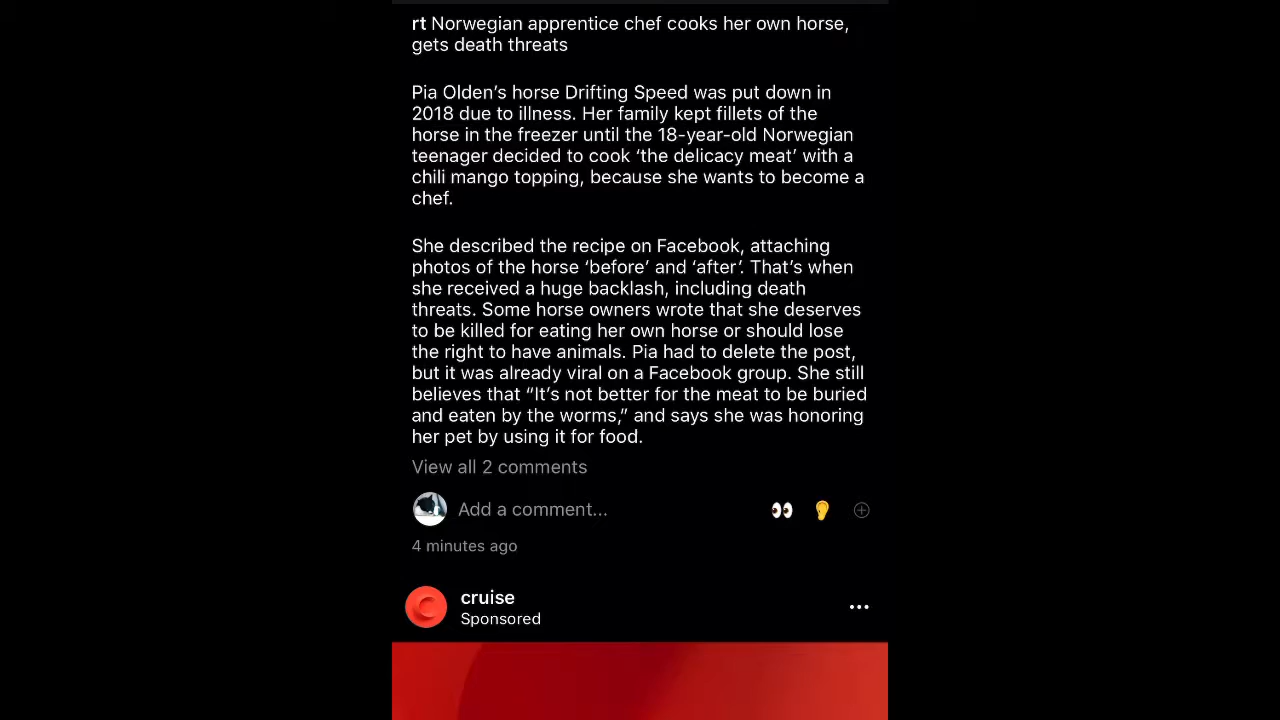 rt Norwegian apprentice chef cooks her own horse,
gets death threats
Pia Olden’s horse Drifting Speed was put down in
2018 due to illness. Her family kept fillets of the
horse in the freezer until the 18-year-old Norwegian
teenager decided to cook ‘the delicacy meat’ with a
chili mango topping, because she wants to become a
chef.
She described the recipe on Facebook, attaching
photos of the horse ‘before’ and ‘after’. That’s when
she received a huge backlash, including death
threats. Some horse owners wrote that she deserves
to be killed for eating her own horse or should lose
the right to have animals. Pia had to delete the post,
but it was already viral on a Facebook group. She still
believes that “It’s not better for the meat to be buried
and eaten by the worms,” and says she was honoring
her pet by using it for food.
View all 2 comments
Add a comment...
4 minutes ago
cruise
Sponsored